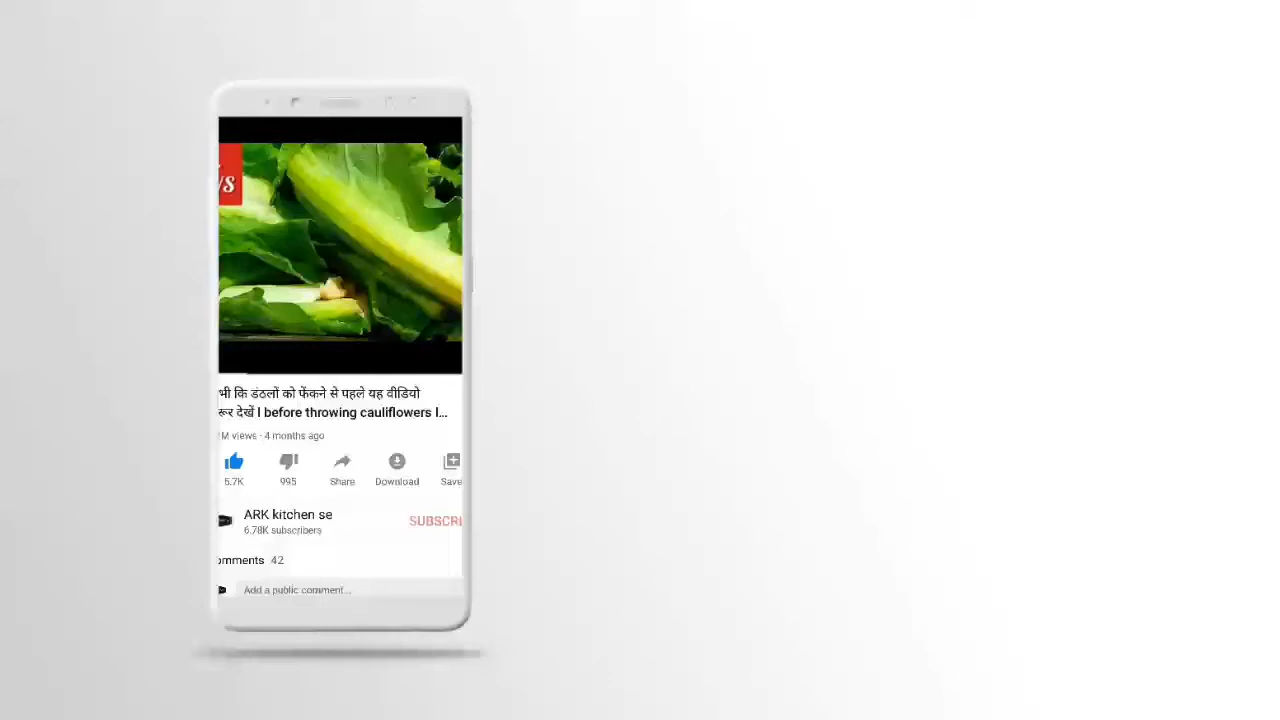 भी कि डंठलों को फेंकने से पहले यह वीडियो
देखें I before throwing cauliflowers I...
M views · 4 months ago
5.7K 995 Share Download Save
ARK kitchen se
6.78K subscribers
SUBSCRI
omments 42
Add a public comment...